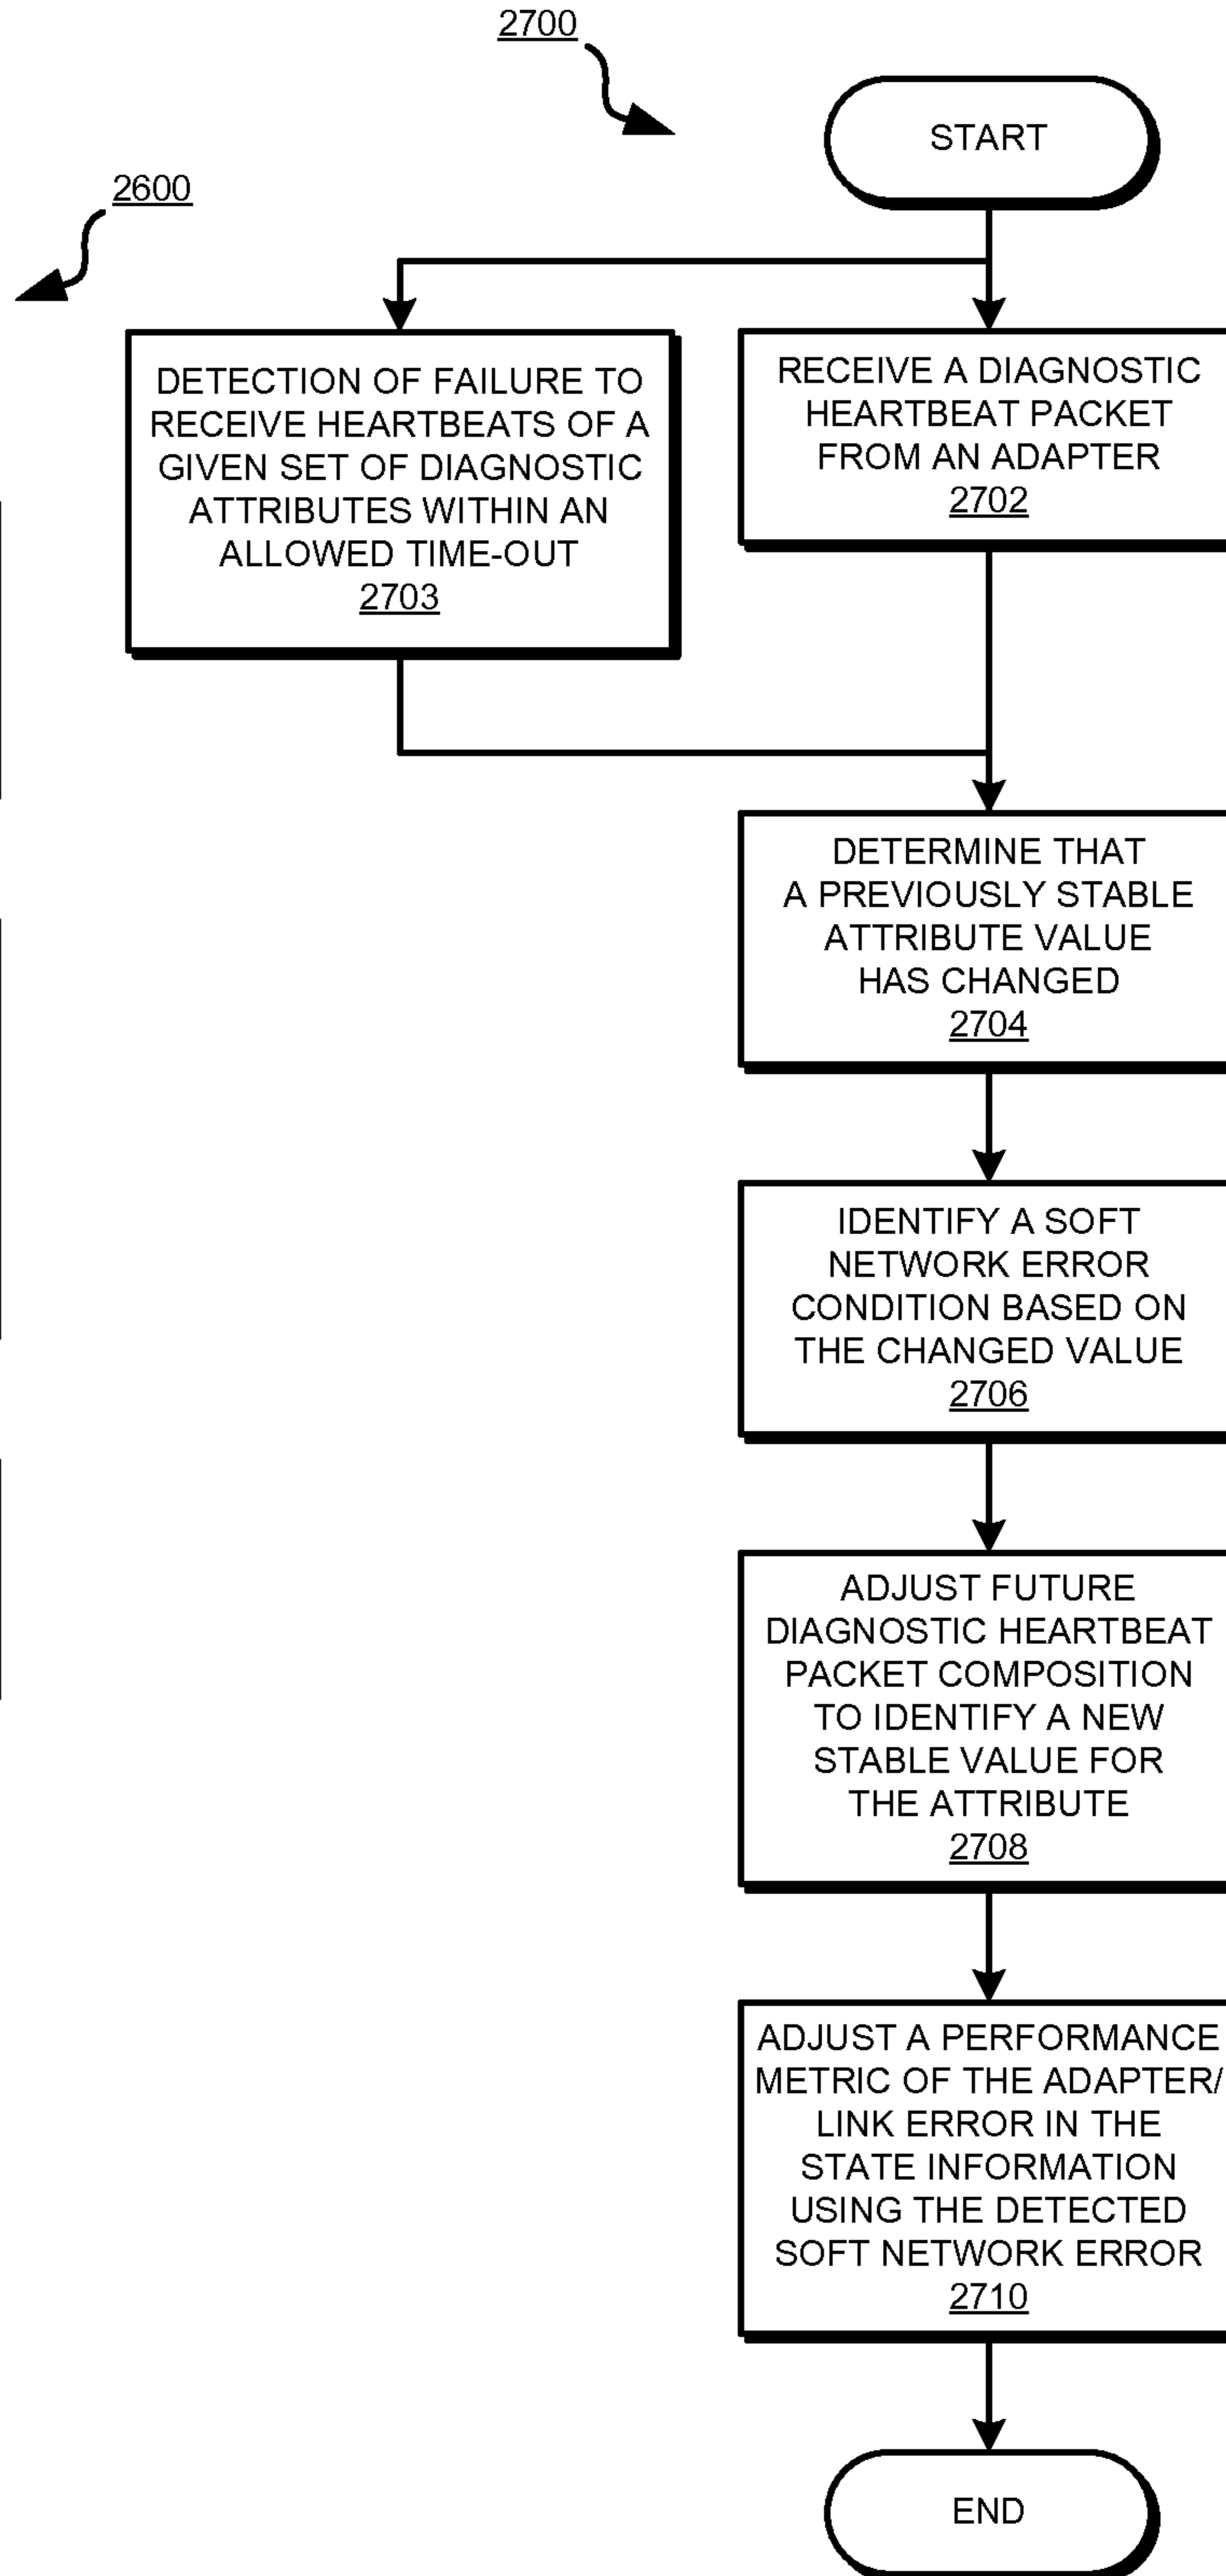 2700
START
2600
DETECTION OF FAILURE TO
RECEIVE HEARTBEATS OF A
GIVEN SET OF DIAGNOSTIC
ATTRIBUTES WITHIN AN
ALLOWED TIME-OUT
2703
RECEIVE A DIAGNOSTIC
HEARTBEAT PACKET
FROM AN ADAPTER
2702
DETERMINE THAT
A PREVIOUSLY STABLE
ATTRIBUTE VALUE
HAS CHANGED
2704
IDENTIFY A SOFT
NETWORK ERROR
CONDITION BASED ON
THE CHANGED VALUE
2706
ADJUST FUTURE
DIAGNOSTIC HEARTBEAT
PACKET COMPOSITION
TO IDENTIFY A NEW
STABLE VALUE FOR
THE ATTRIBUTE
2708
ADJUST A PERFORMANCE
METRIC OF THE ADAPTER/
LINK ERROR IN THE
STATE INFORMATION
USING THE DETECTED
SOFT NETWORK ERROR
2710
END